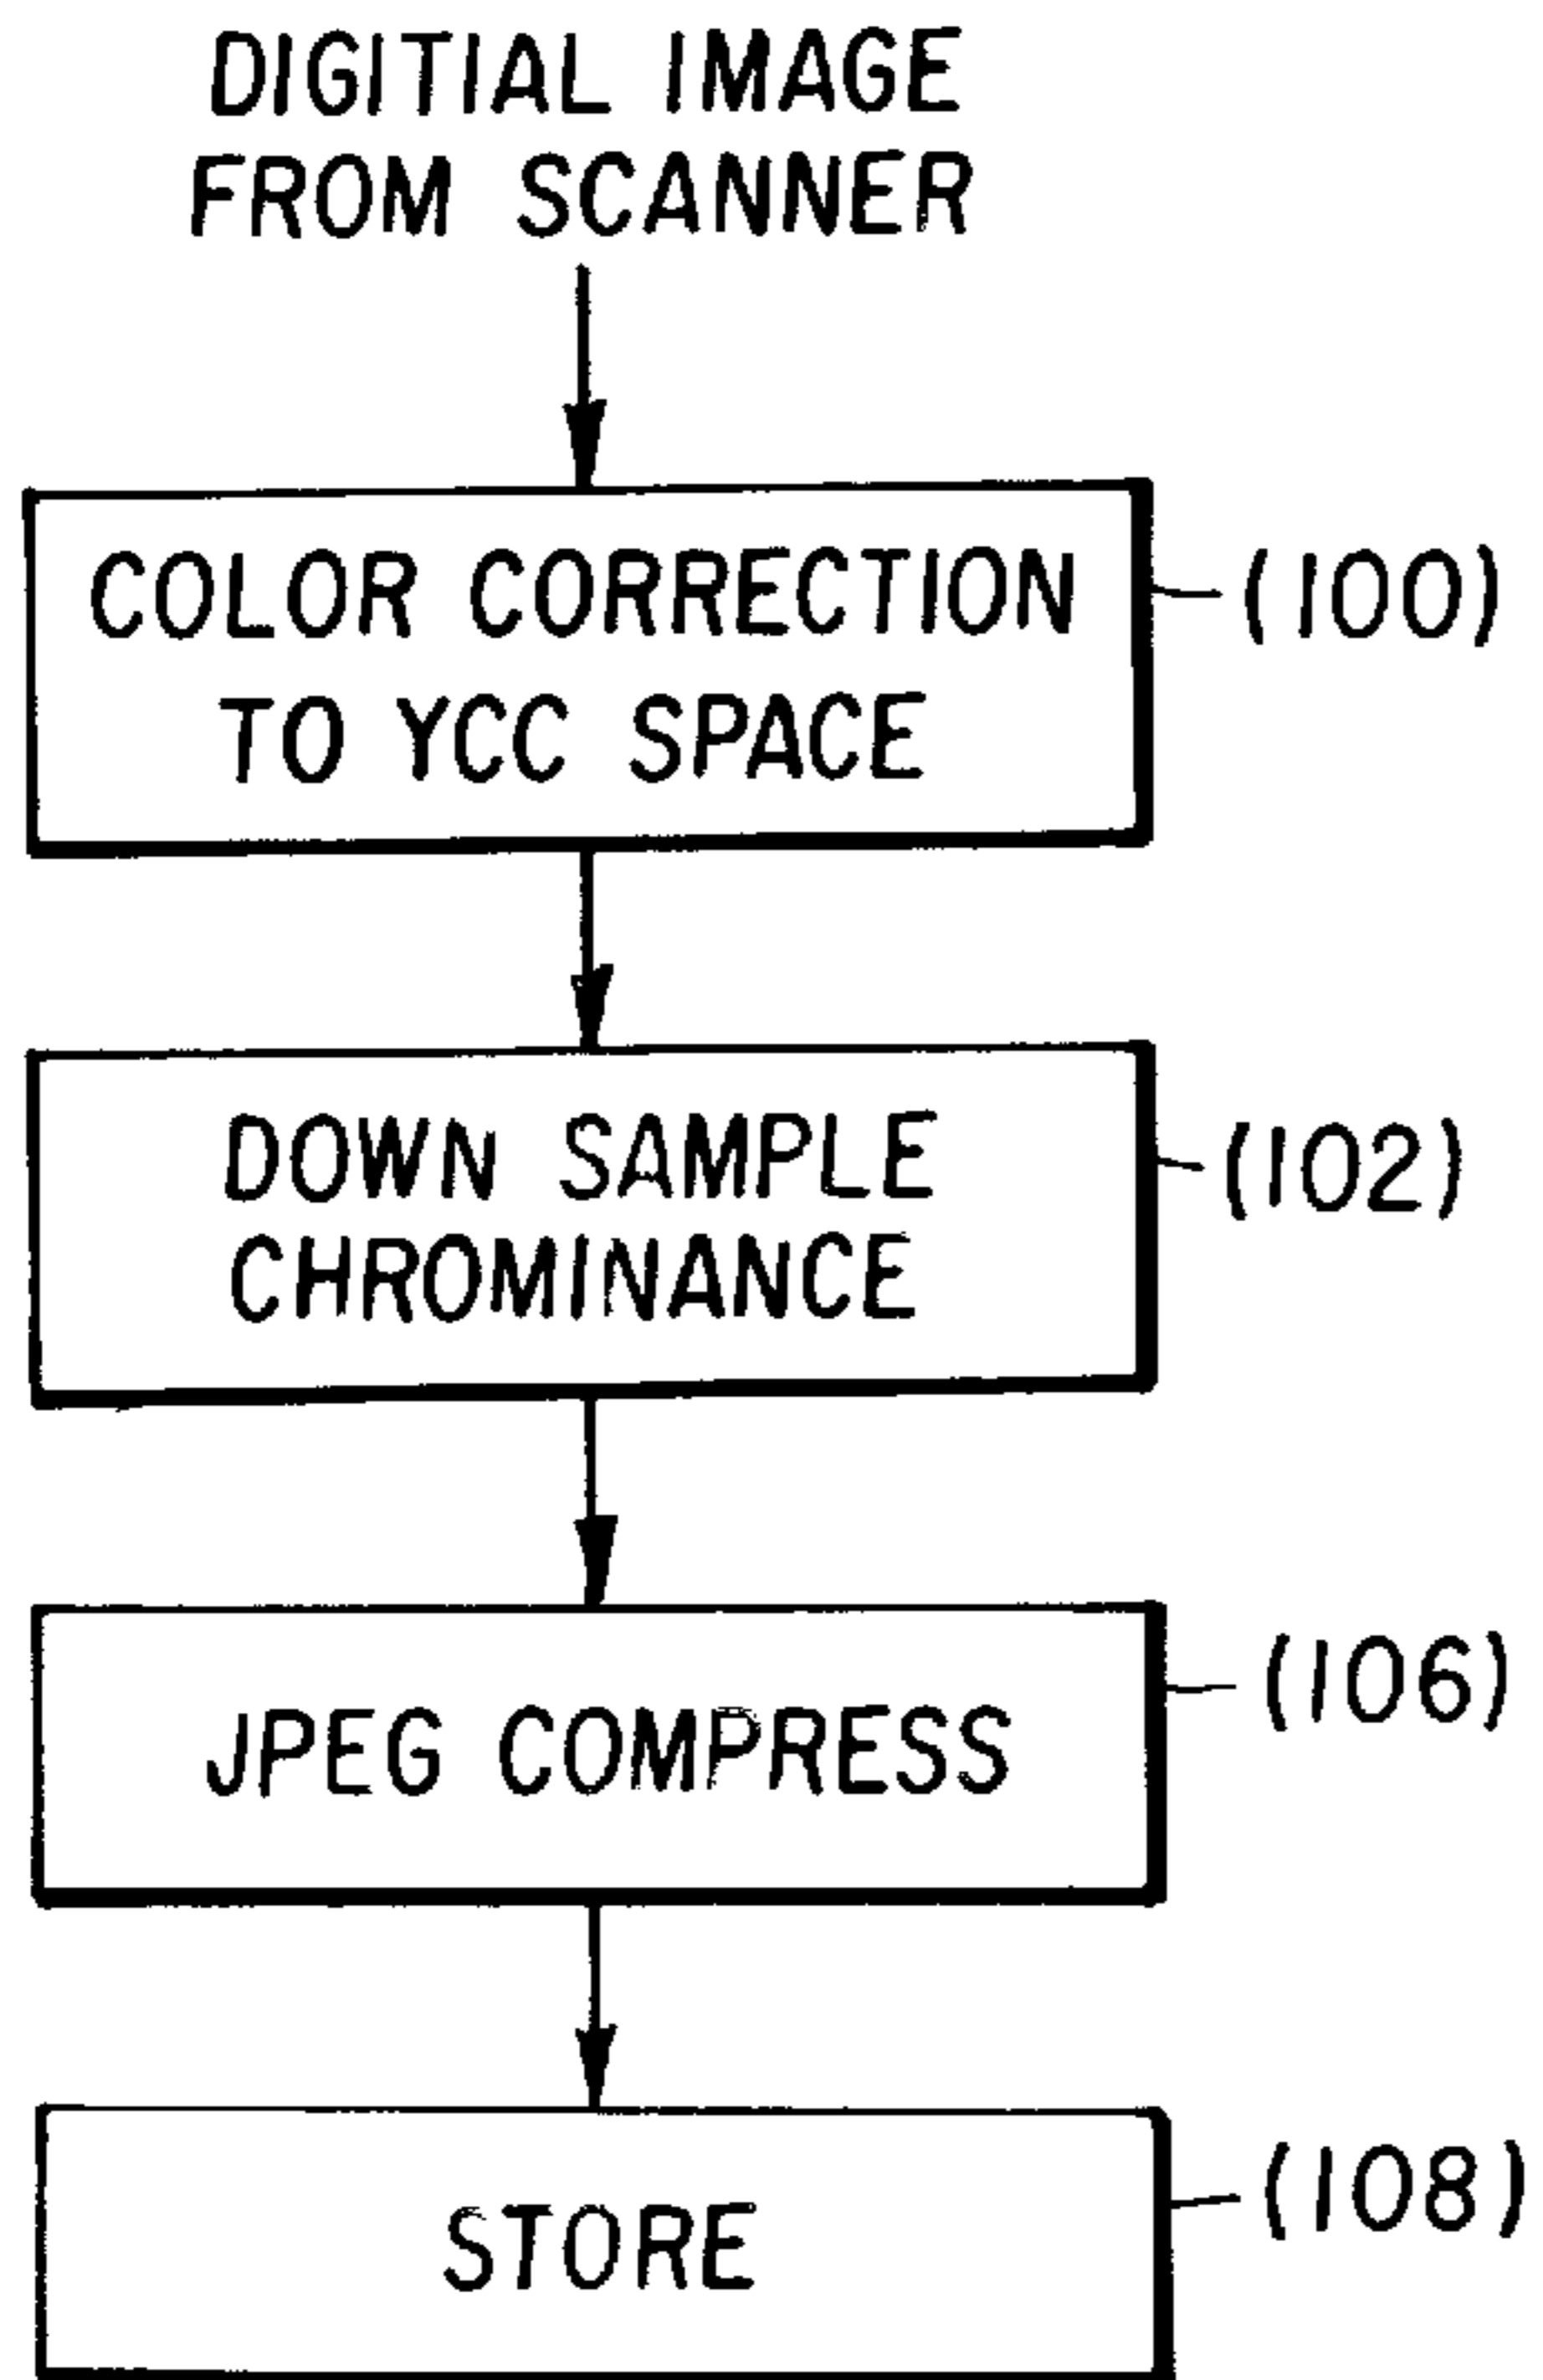 DIGITIAL IMAGE
FROM SCANNER
COLOR CORRECTION
TO YCC SPACE
(100)
DOWN SAMPLE
CHROMINANCE
(102)
JPEG COMPRESS
(106)
STORE
(108)